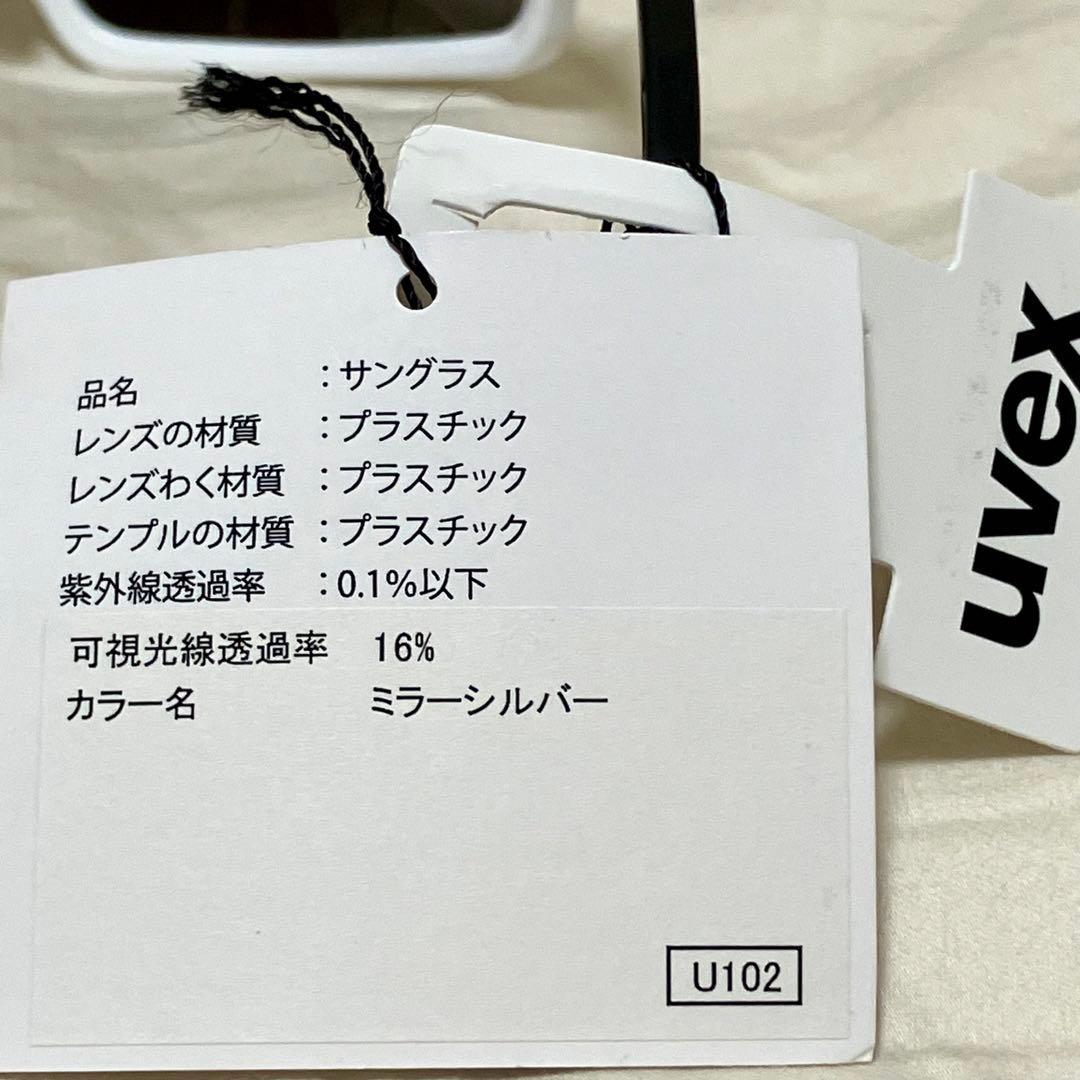 品名 ：サングラス
レンズの材質 ：プラスチック
レンズわく材質 ：プラスチック
テンプルの材質 ：プラスチック
紫外線透過率 ：0.1%以下
可視光線透過率 16%
カラー名 ミラーシルバー
U102
uvex